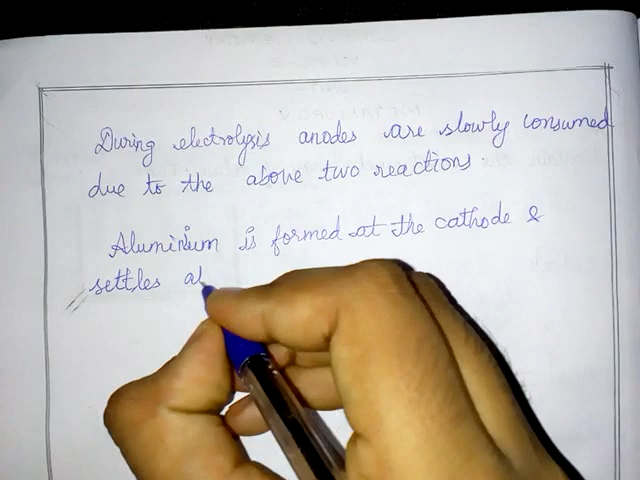 During electrolysis anodes are slowly consumed
due to the above two reactions
Aluminium is formed at the cathode &
settles